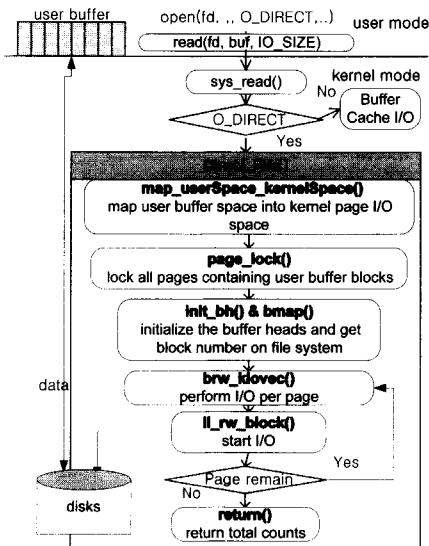 user buffer
open(fd, ,, O_DIRECT,..)
user mode
read(fd, buf, IO_SIZE)
sys_read()
kernel mode
No
O_DIRECT
Buffer
Cache I/O
Yes
map_userSpace_kernelSpace()
map user buffer space into kernel page I/O
space
page_lock()
lock all pages containing user buffer blocks
init_bh() & bmap()
initialize the buffer heads and get
block number on file system
data
brw_kiovec()
perform I/O per page
ll_rw_block()
start I/O
Yes
Page remain
No
disks
return()
return total counts